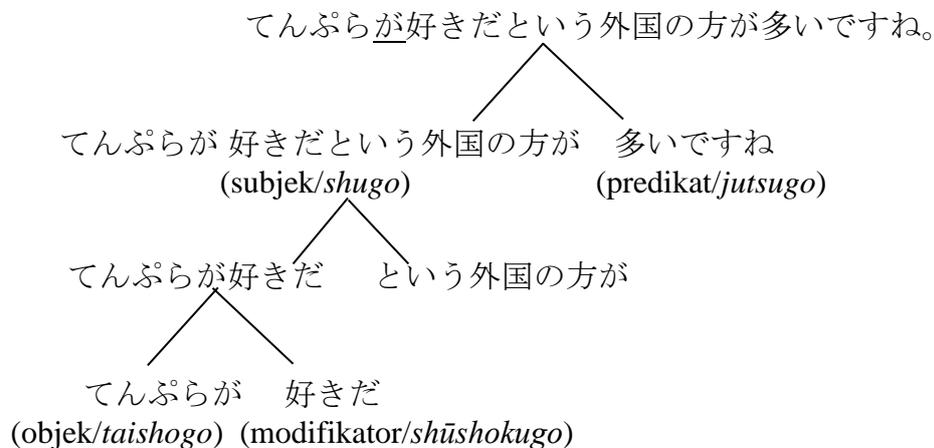 てんぷらが好きだという外国の方が多いですね。
てんぷらが 好きだという外国の方が 多いですね
(subjek/shugo) (predikat/jutsugo)
てんぷらが好きだ という外国の方が
てんぷらが 好きだ
(objek/taishogo) (modifikator/shūshokugo)